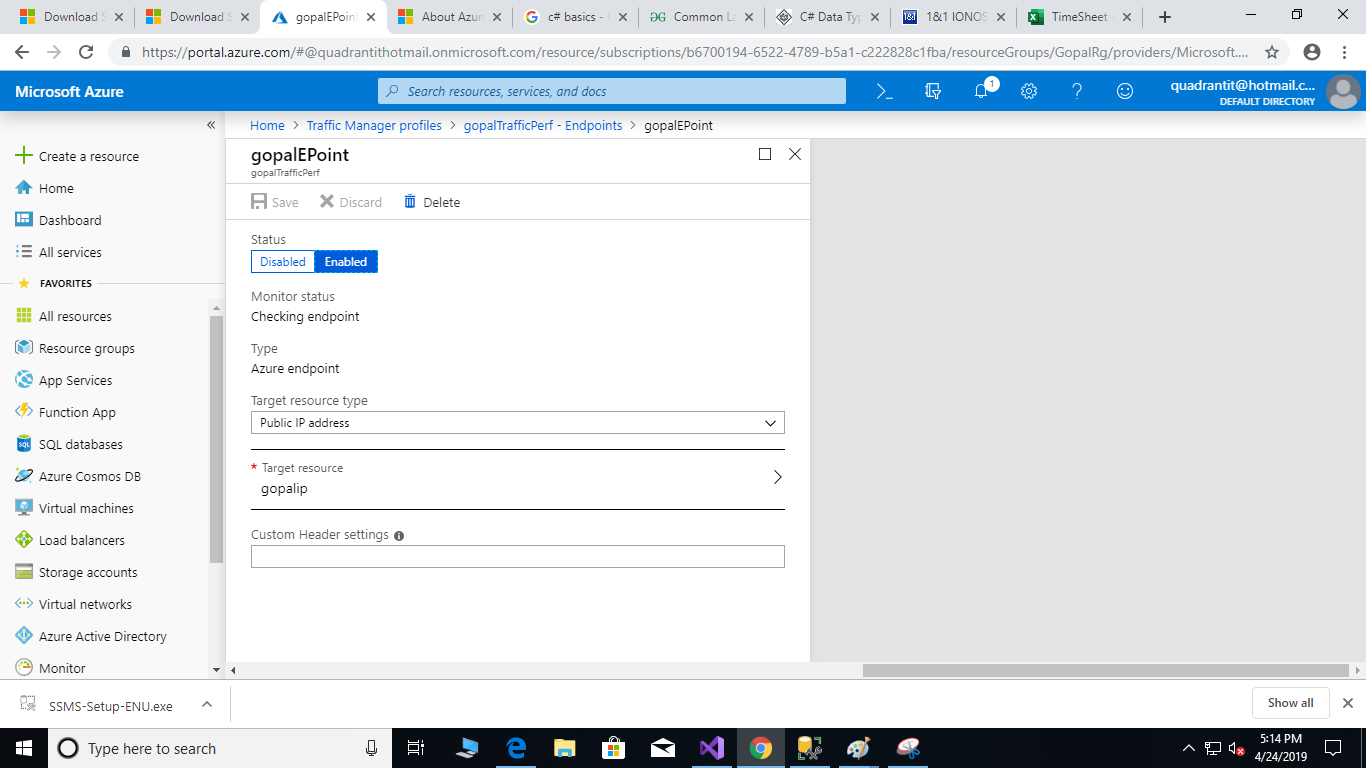 Download S
Download S
gopalEPoint
About Azur
c# basics - G
Common La
C# Data Typ
1&1 IONOS
TimeSheet -
https://portal.azure.com/#@quadrantithotmail.onmicrosoft.com/resource/subscriptions/b6700194-6522-4789-b5a1-c222828c1fba/resourceGroups/GopalRg/providers/Microsoft....
Microsoft Azure
Search resources, services, and docs
1
quadrantit@hotmail.c...
DEFAULT DIRECTORY
Home > Traffic Manager profiles > gopalTrafficPerf - Endpoints > gopalEPoint
Create a resource
Home
Dashboard
All services
FAVORITES
All resources
Resource groups
App Services
Function App
SQL databases
Azure Cosmos DB
Virtual machines
Load balancers
Storage accounts
Virtual networks
Azure Active Directory
Monitor
gopalEPoint
gopalTrafficPerf
Save Discard Delete
Status
Disabled Enabled
Monitor status
Checking endpoint
Type
Azure endpoint
Target resource type
Public IP address
* Target resource
gopalip
Custom Header settings
SSMS-Setup-ENU.exe
Show all
Type here to search
5:14 PM
4/24/2019